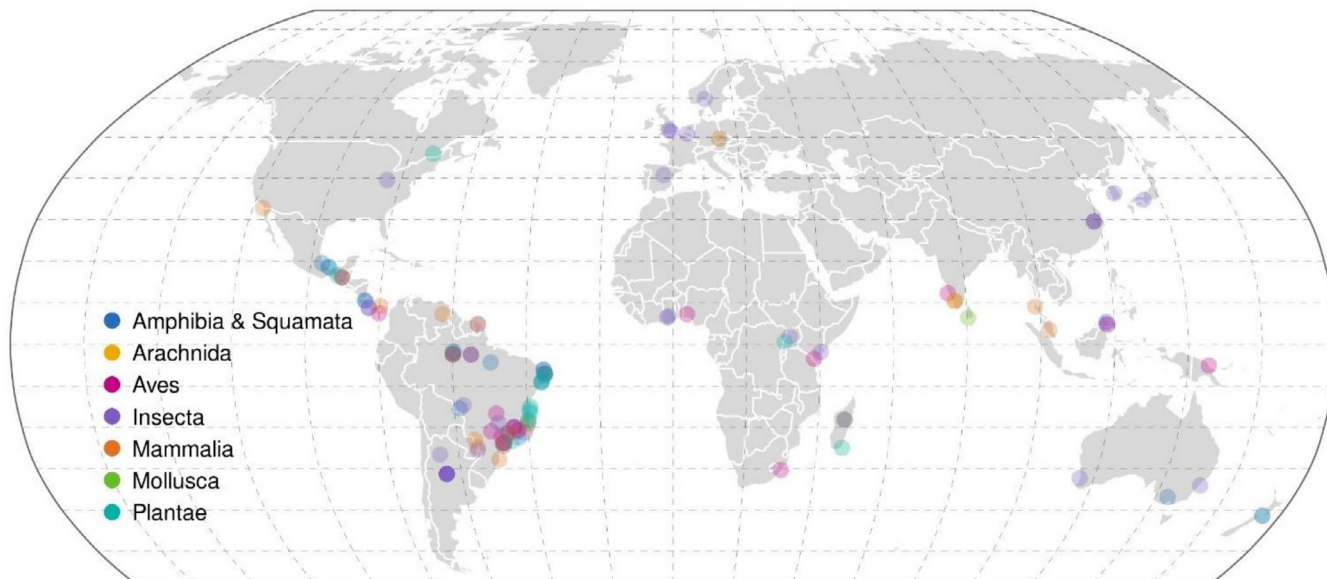 Amphibia & Squamata
Arachnida
Aves
Insecta
Mammalia
Mollusca
Plantae